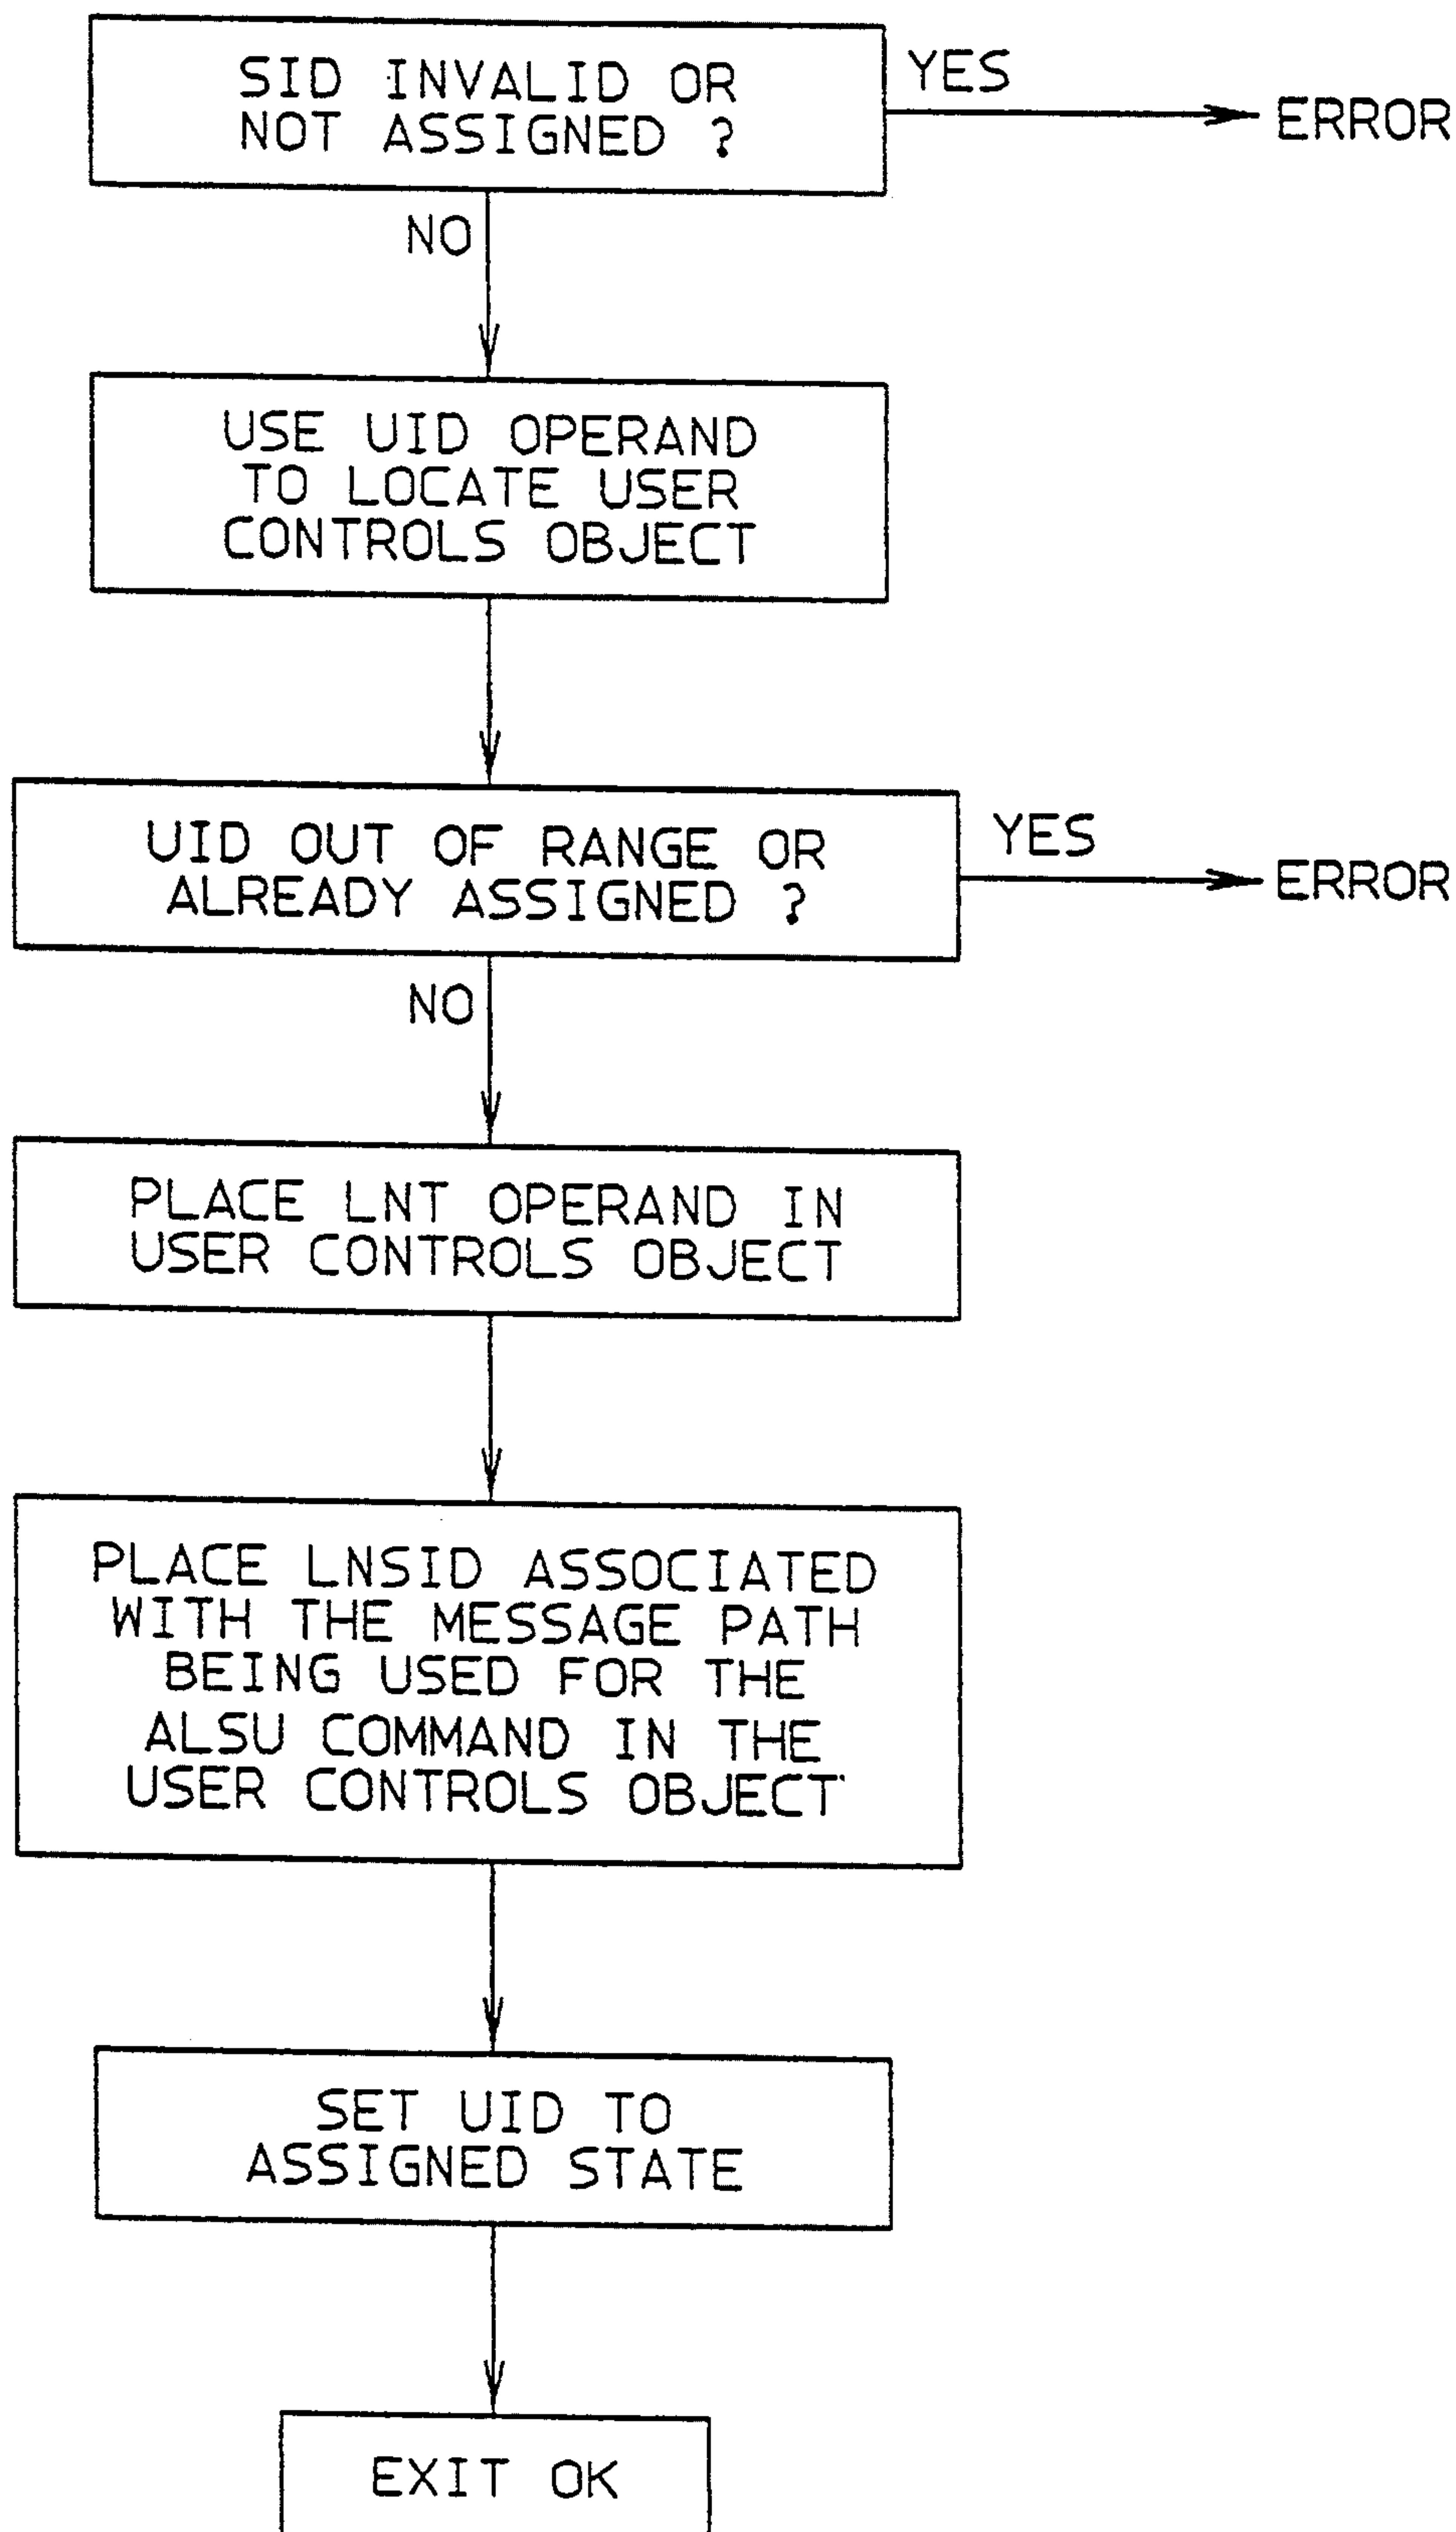 SID INVALID OR
NOT ASSIGNED ?
YES
ERROR
NO
USE UID OPERAND
TO LOCATE USER
CONTROLS OBJECT
UID OUT OF RANGE OR
ALREADY ASSIGNED ?
YES
ERROR
NO
PLACE LNT OPERAND IN
USER CONTROLS OBJECT
PLACE LNSID ASSOCIATED
WITH THE MESSAGE PATH
BEING USED FOR THE
ALSU COMMAND IN THE
USER CONTROLS OBJECT
SET UID TO
ASSIGNED STATE
EXIT OK